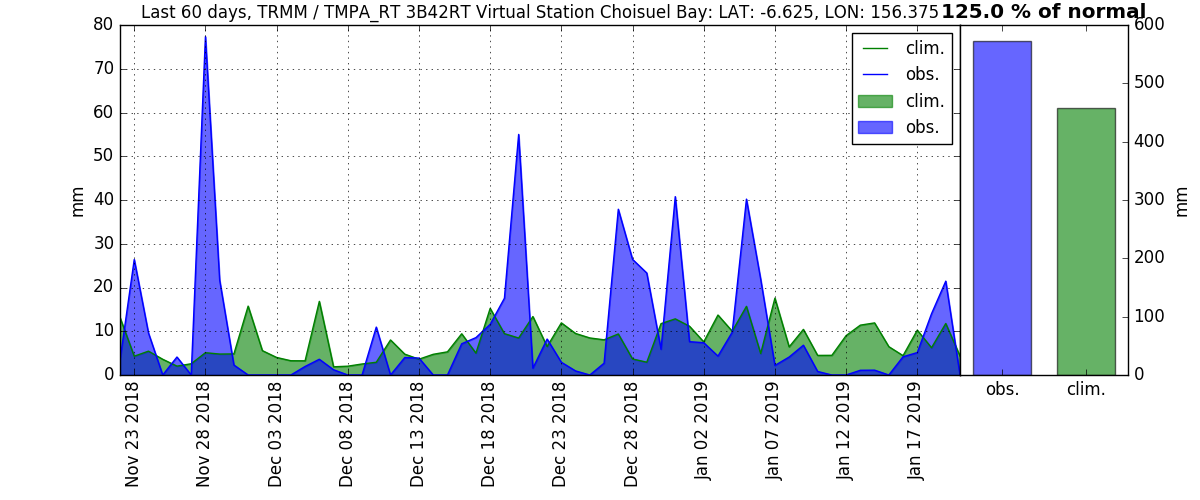 Last 60 days, TRMM / TMPA_RT 3B42RT Virtual Station Choisuel Bay: LAT: -6.625, LON: 156.375
125.0 % of normal
80
70
60
50
40
30
20
10
0
mm
clim.
obs.
clim.
obs.
Nov 23 2018
Nov 28 2018
Dec 03 2018
Dec 08 2018
Dec 13 2018
Dec 18 2018
Dec 23 2018
Dec 28 2018
Jan 02 2019
Jan 07 2019
Jan 12 2019
Jan 17 2019
600
500
400
300
200
100
0
mm
obs.
clim.